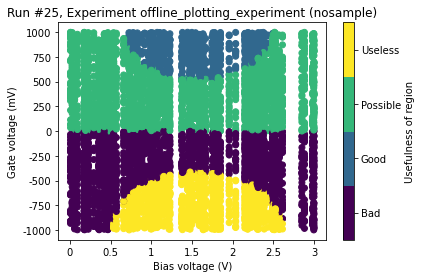 Run #25, Experiment offline_plotting_experiment (nosample)
1000
750
500
250
0
-250
-500
-750
-1000
Gate voltage (mV)
0
0.5
1
1.5
2
2.5
3
Bias voltage (V)
Useless
Possible
Good
Bad
Usefulness of region